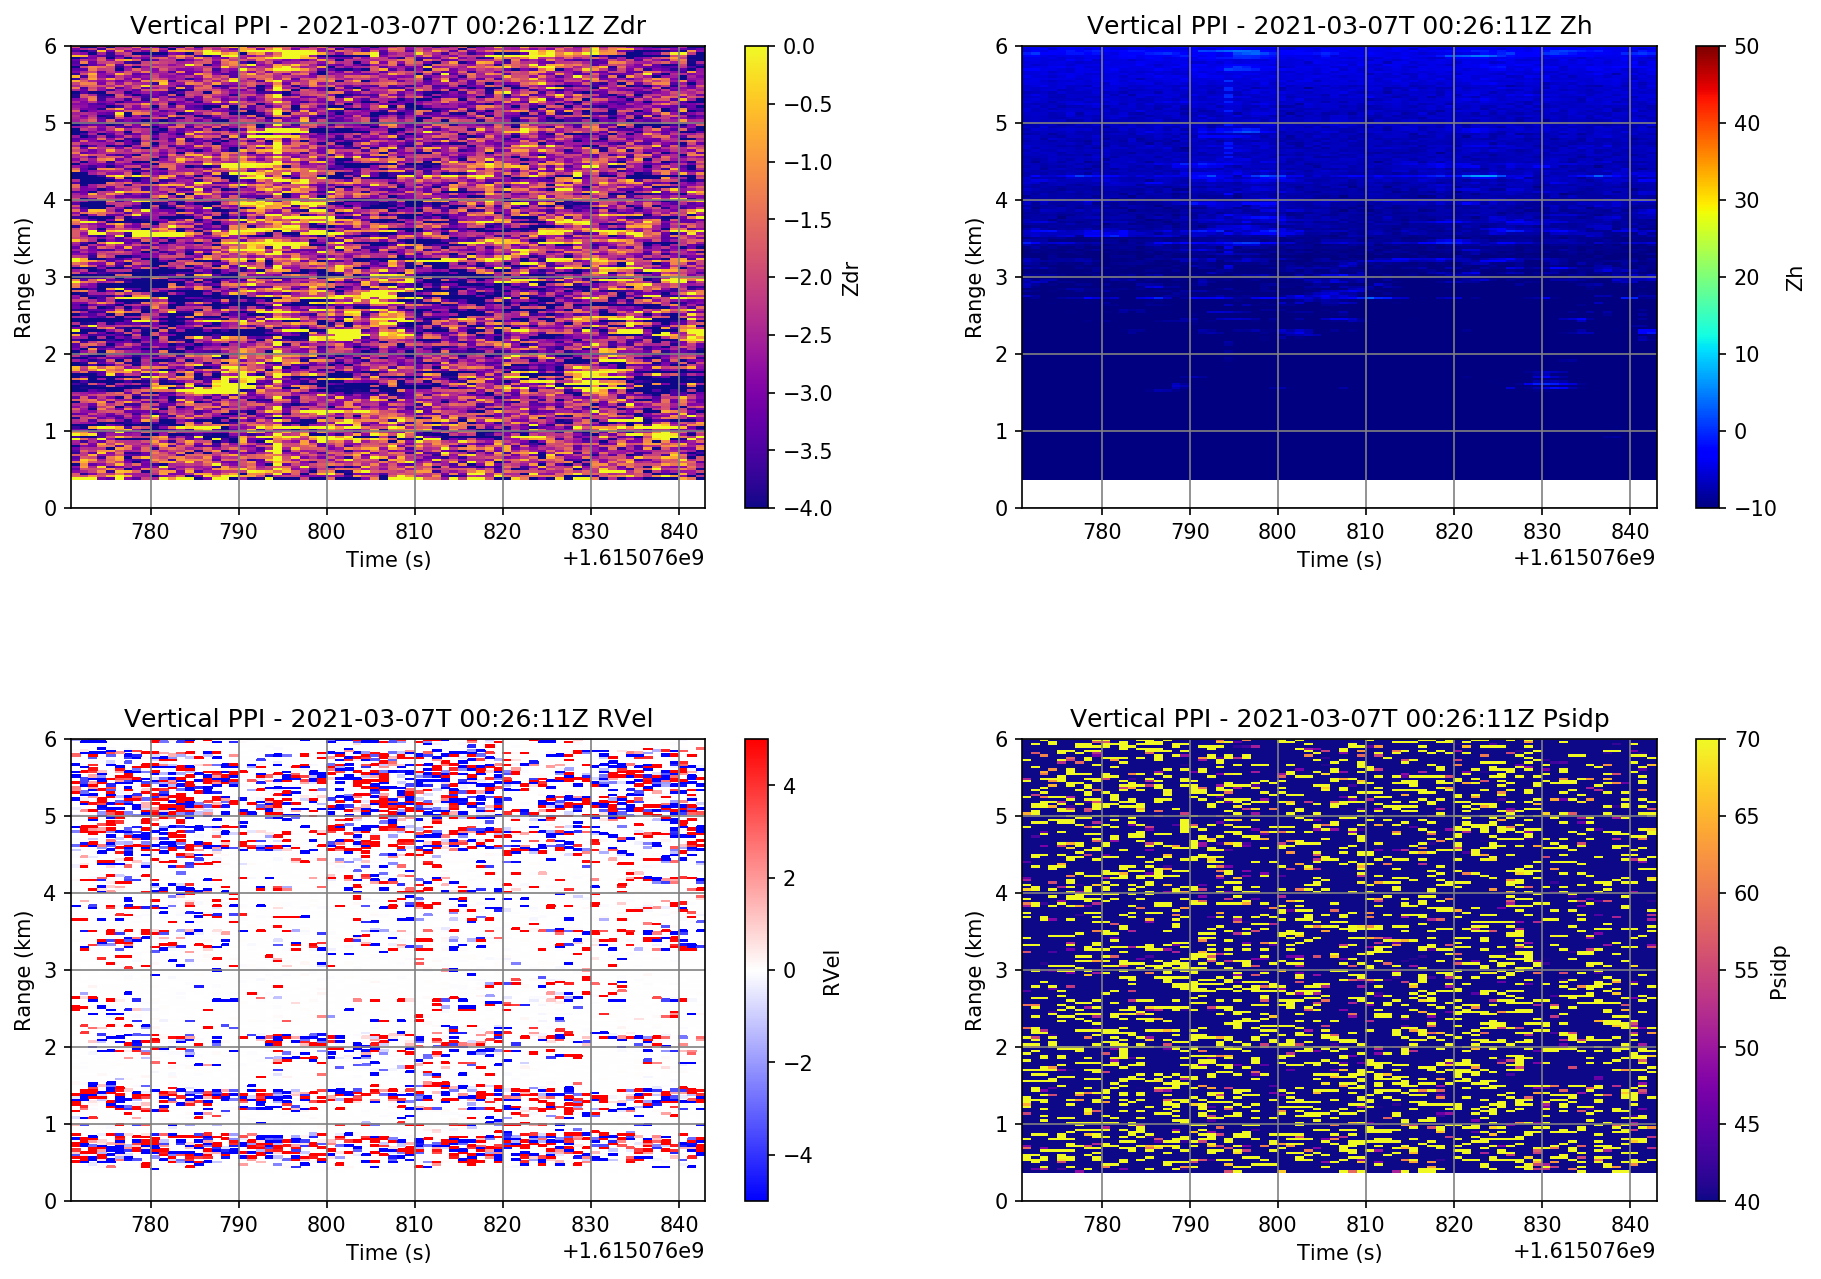 Vertical PPI - 2021-03-07T 00:26:11Z Zdr
6
5
4
3
2
1
0
Range (km)
780 790 800 810 820 830 840
Time (s)
+1.615076e9
0.0
−0.5
−1.0
−1.5
−2.0
−2.5
−3.0
−3.5
−4.0
Zdr
Vertical PPI - 2021-03-07T 00:26:11Z Zh
6
5
4
3
2
1
0
Range (km)
780 790 800 810 820 830 840
Time (s)
+1.615076e9
50
40
30
20
10
0
−10
Zh
Vertical PPI - 2021-03-07T 00:26:11Z RVel
6
5
4
3
2
1
0
Range (km)
780 790 800 810 820 830 840
Time (s)
+1.615076e9
4
2
0
−2
−4
RVel
Vertical PPI - 2021-03-07T 00:26:11Z Psidp
6
5
4
3
2
1
0
Range (km)
780 790 800 810 820 830 840
Time (s)
+1.615076e9
70
65
60
55
50
45
40
Psidp